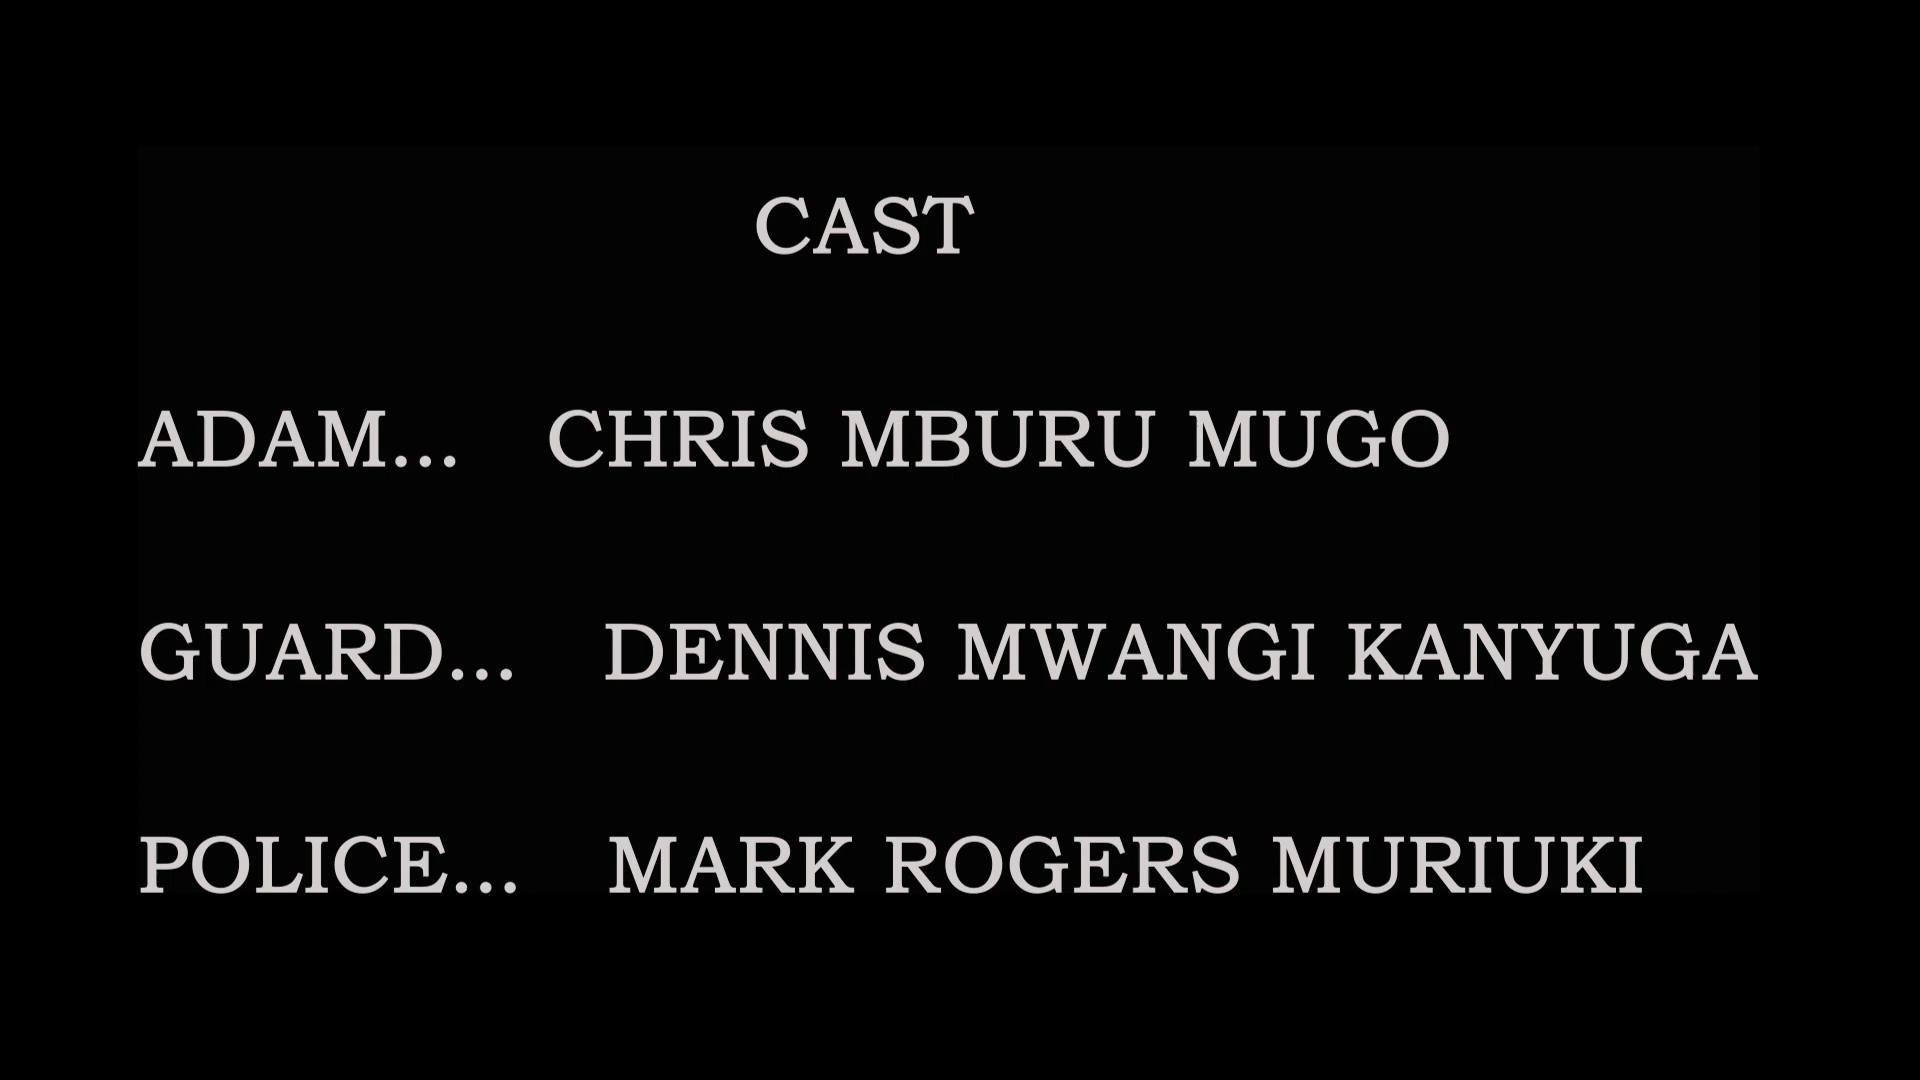 CAST
ADAM... CHRIS MBURU MUGO
GUARD... DENNIS MWANGI KANYUGA
POLICE... MARK ROGERS MURIUKI